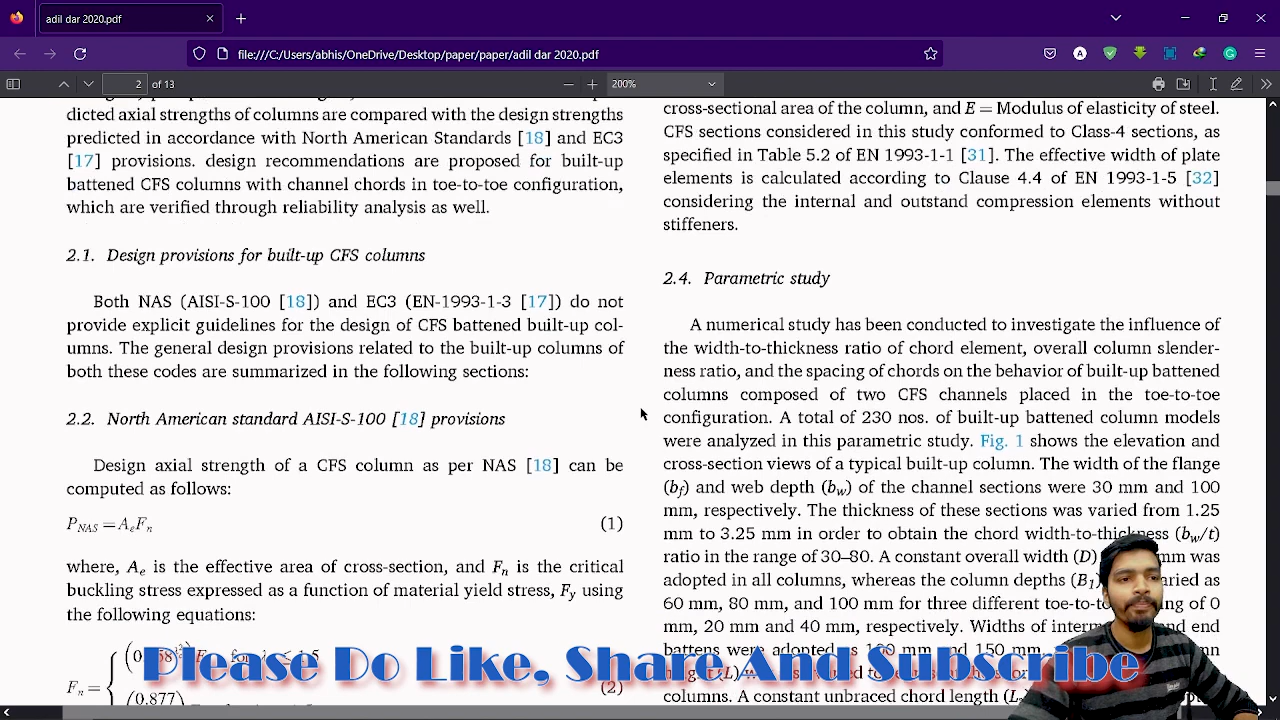 adil dar 2020.pdf
file:///C:/Users/abhis/OneDrive/Desktop/paper/paper/adil dar 2020.pdf
2 of 13
200%
dicted axial strengths of columns are compared with the design strengths
predicted in accordance with North American Standards [18] and EC3
[17] provisions. design recommendations are proposed for built-up
battened CFS columns with channel chords in toe-to-toe configuration,
which are verified through reliability analysis as well.
2.1. Design provisions for built-up CFS columns
Both NAS (AISI-S-100 [18]) and EC3 (EN-1993-1-3 [17]) do not
provide explicit guidelines for the design of CFS battened built-up col-
umns. The general design provisions related to the built-up columns of
both these codes are summarized in the following sections:
2.2. North American standard AISI-S-100 [18] provisions
Design axial strength of a CFS column as per NAS [18] can be
computed as follows:
P_NAS = A_eF_n (1)
where, A_e is the effective area of cross-section, and F_n is the critical
buckling stress expressed as a function of material yield stress, F_y using
the following equations:
F_n = (2)
(0.877)
cross-sectional area of the column, and E = Modulus of elasticity of steel.
CFS sections considered in this study conformed to Class-4 sections, as
specified in Table 5.2 of EN 1993-1-1 [31]. The effective width of plate
elements is calculated according to Clause 4.4 of EN 1993-1-5 [32]
considering the internal and outstand compression elements without
stiffeners.
2.4. Parametric study
A numerical study has been conducted to investigate the influence of
the width-to-thickness ratio of chord element, overall column slender-
ness ratio, and the spacing of chords on the behavior of built-up battened
columns composed of two CFS channels placed in the toe-to-toe
configuration. A total of 230 nos. of built-up battened column models
were analyzed in this parametric study. Fig. 1 shows the elevation and
cross-section views of a typical built-up column. The width of the flange
(b_f) and web depth (b_w) of the channel sections were 30 mm and 100
mm, respectively. The thickness of these sections was varied from 1.25
mm to 3.25 mm in order to obtain the chord width-to-thickness (b_w/t)
ratio in the range of 30–80. A constant overall width (D) mm was
adopted in all columns, whereas the column depths (B_1) varied as
60 mm, 80 mm, and 100 mm for three different toe-to-to ing of 0
mm, 20 mm and 40 mm, respectively. Widths of interm nd end
battens were adopted as 100 mm and 150 mm
columns. A constant unbraced chord length
Please Do Like, Share And Subscribe